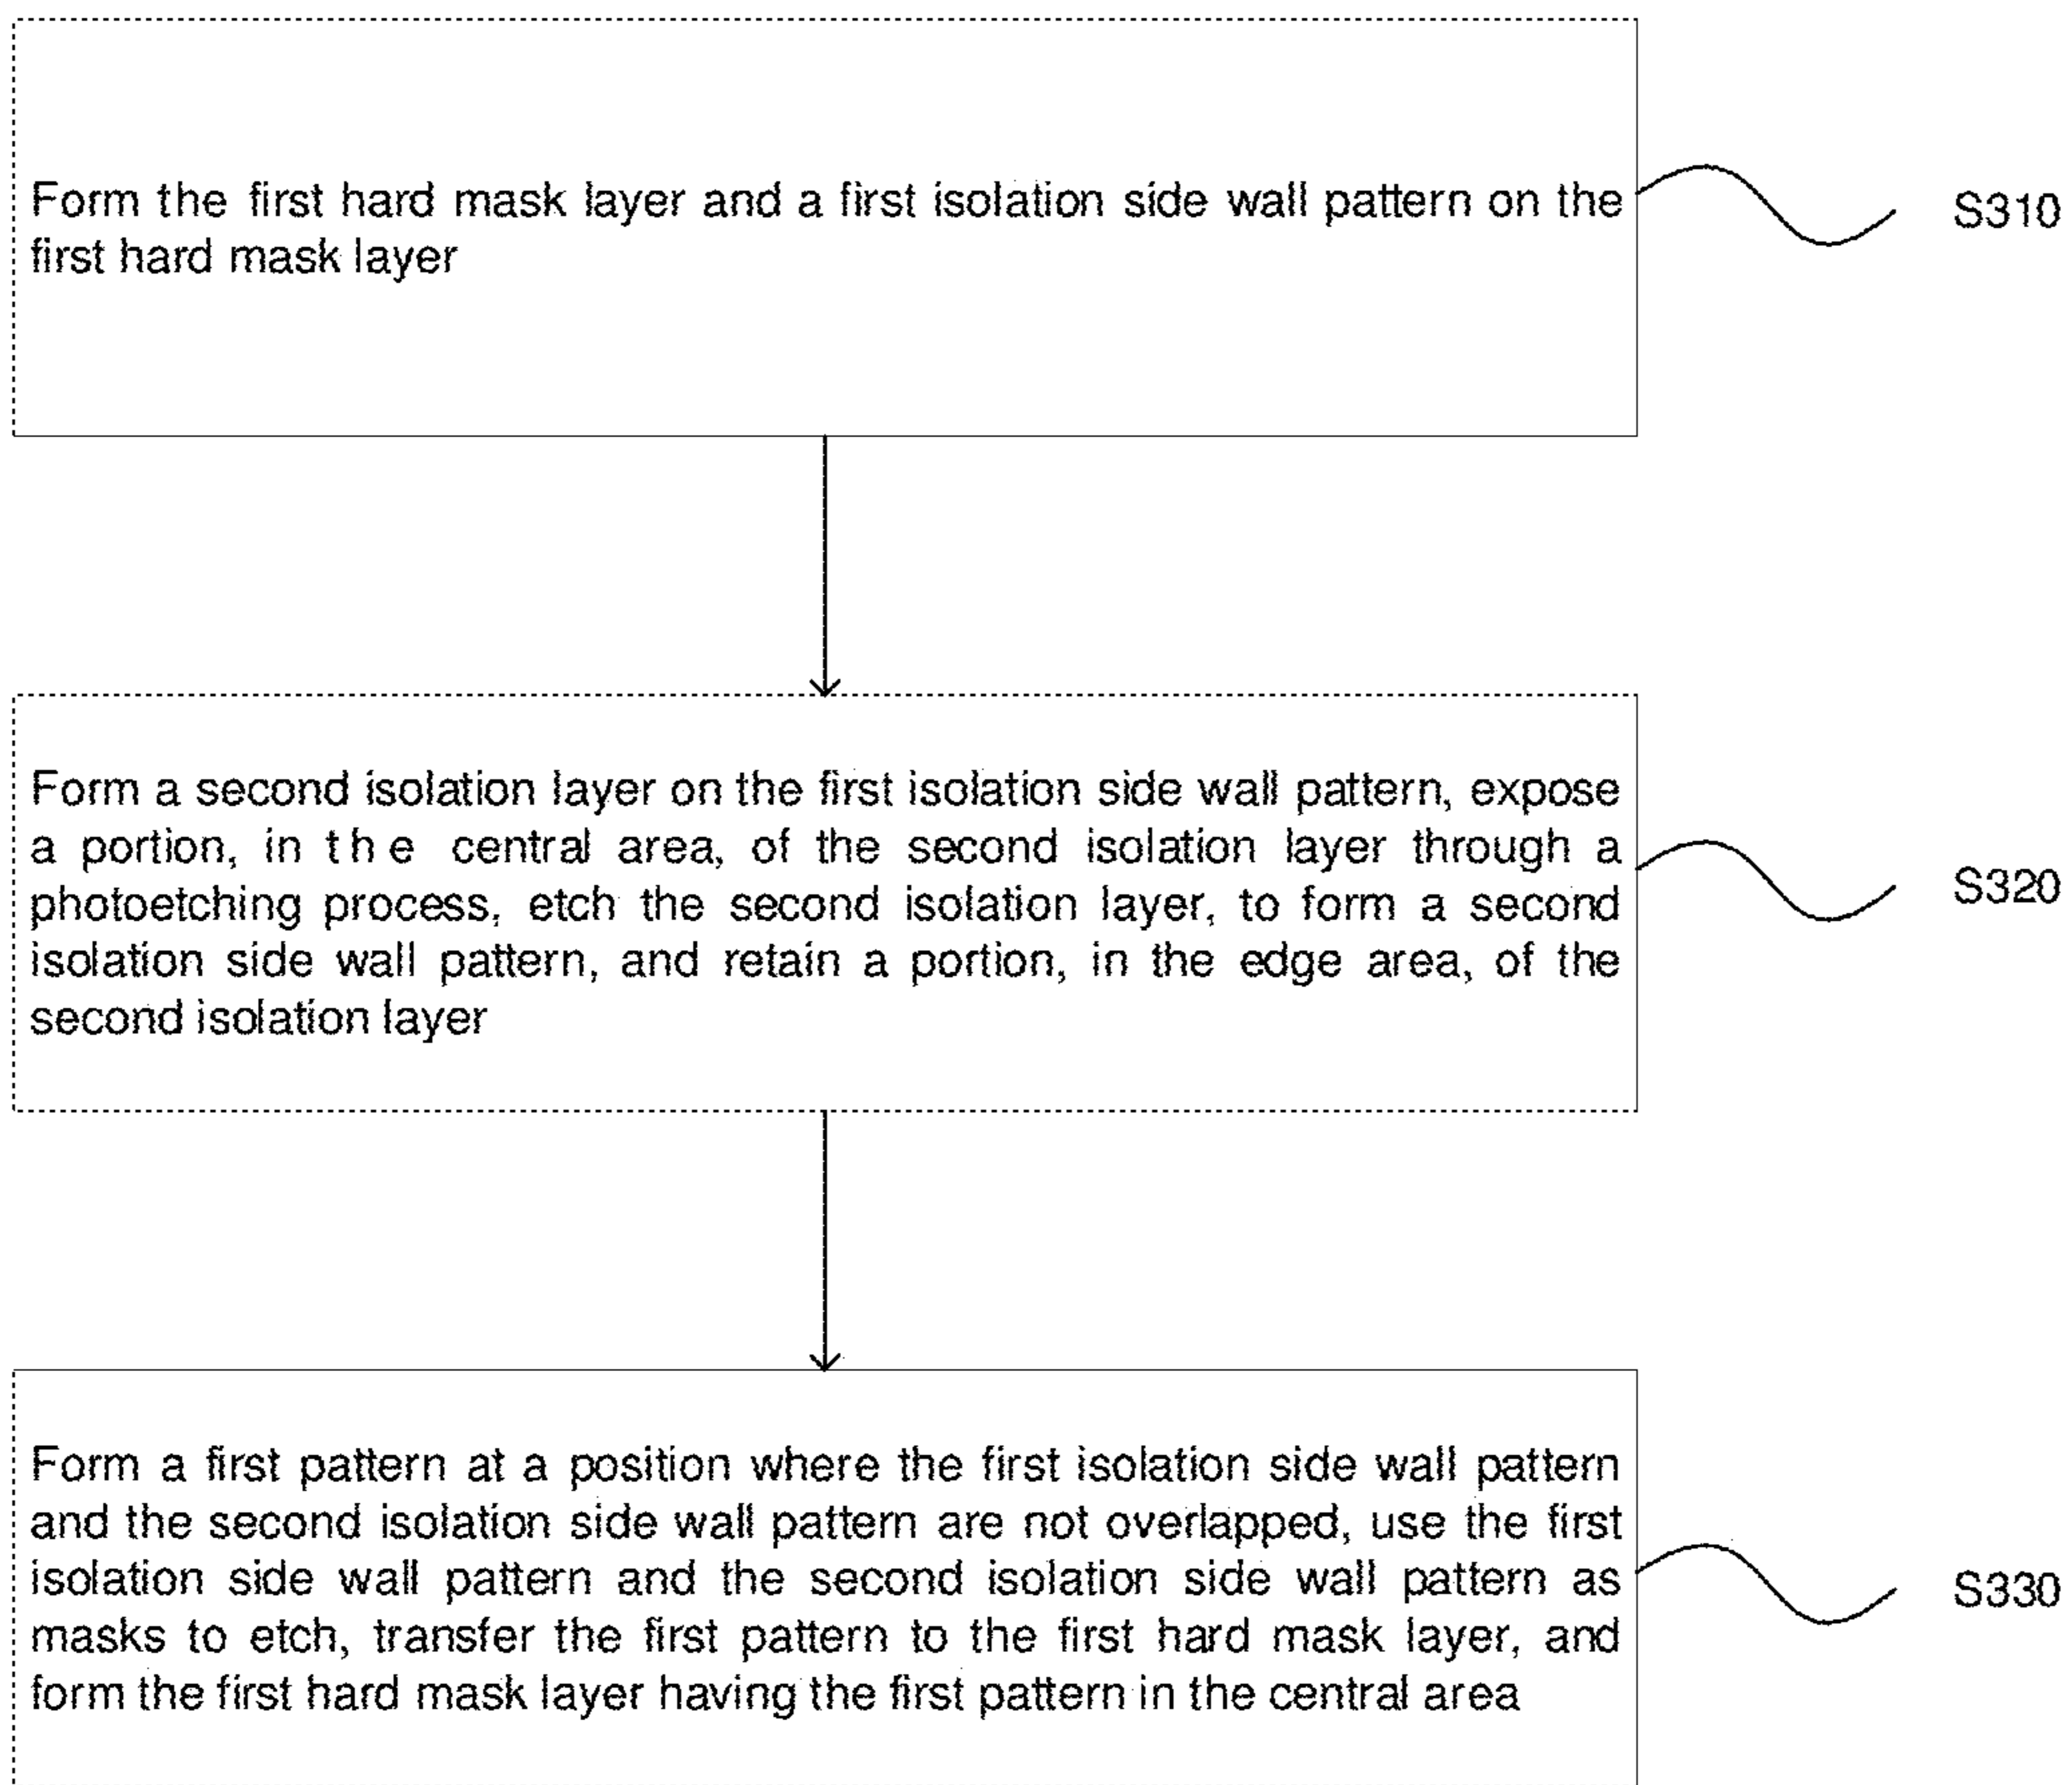 Form the first hard mask layer and a first isolation side wall pattern on the
first hard mask layer
S310
Form a second isolation layer on the first isolation side wall pattern, expose
a portion, in the central area, of the second isolation layer through a
photoetching process, etch the second isolation layer, to form a second
isolation side wall pattern, and retain a portion, in the edge area, of the
second isolation layer
S320
Form a first pattern at a position where the first isolation side wall pattern
and the second isolation side wall pattern are not overlapped, use the first
isolation side wall pattern and the second isolation side wall pattern as
masks to etch, transfer the first pattern to the first hard mask layer, and
form the first hard mask layer having the first pattern in the central area
S330